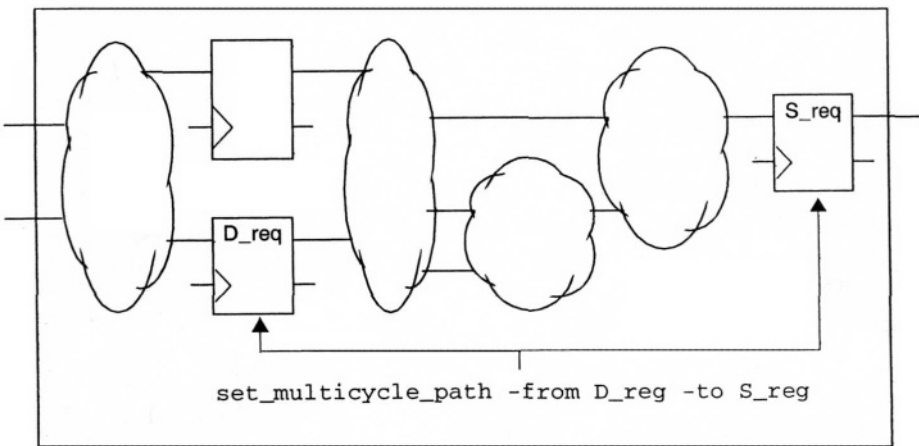 S_req
D_req
set_multicycle_path -from D_reg -to S_reg